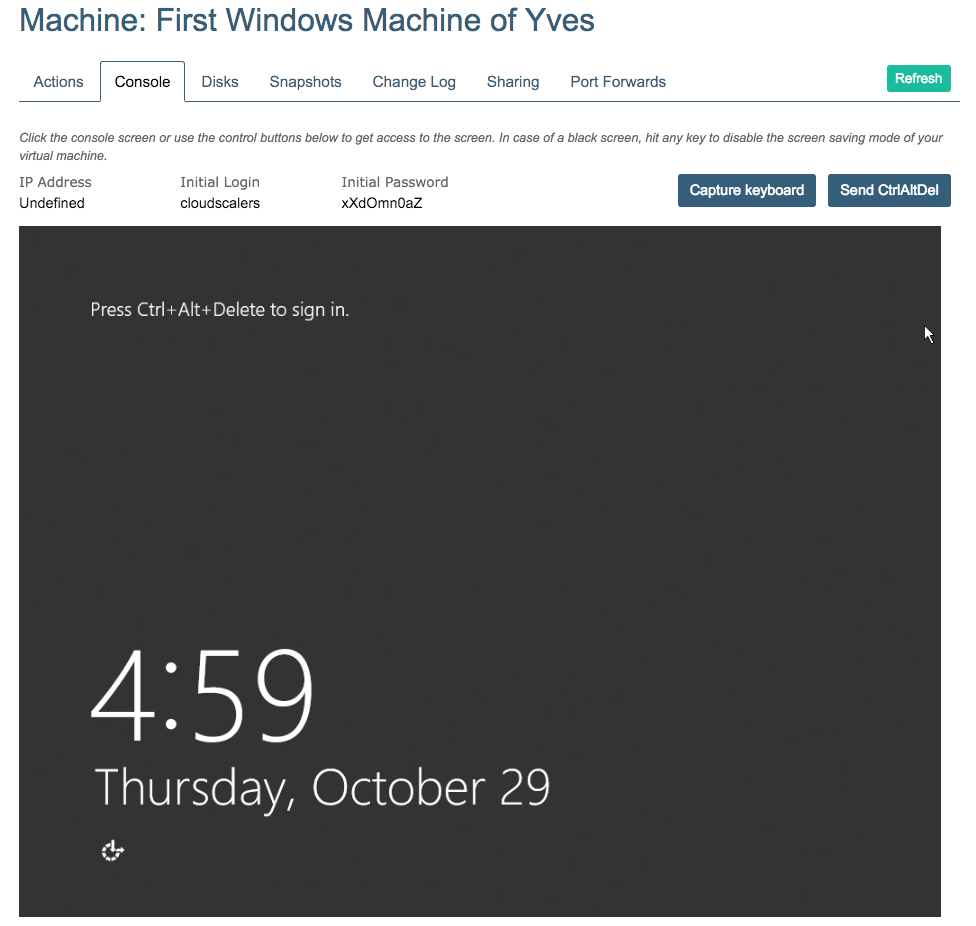 Machine: First Windows Machine of Yves
Actions Console Disks Snapshots Change Log Sharing Port Forwards Refresh
Click the console screen or use the control buttons below to get access to the screen. In case of a black screen, hit any key to disable the screen saving mode of your
virtual machine.
IP Address Initial Login Initial Password
Undefined cloudscalers xXdOmn0aZ
Capture keyboard Send CtrlAltDel
Press Ctrl+Alt+Delete to sign in.
4:59
Thursday, October 29